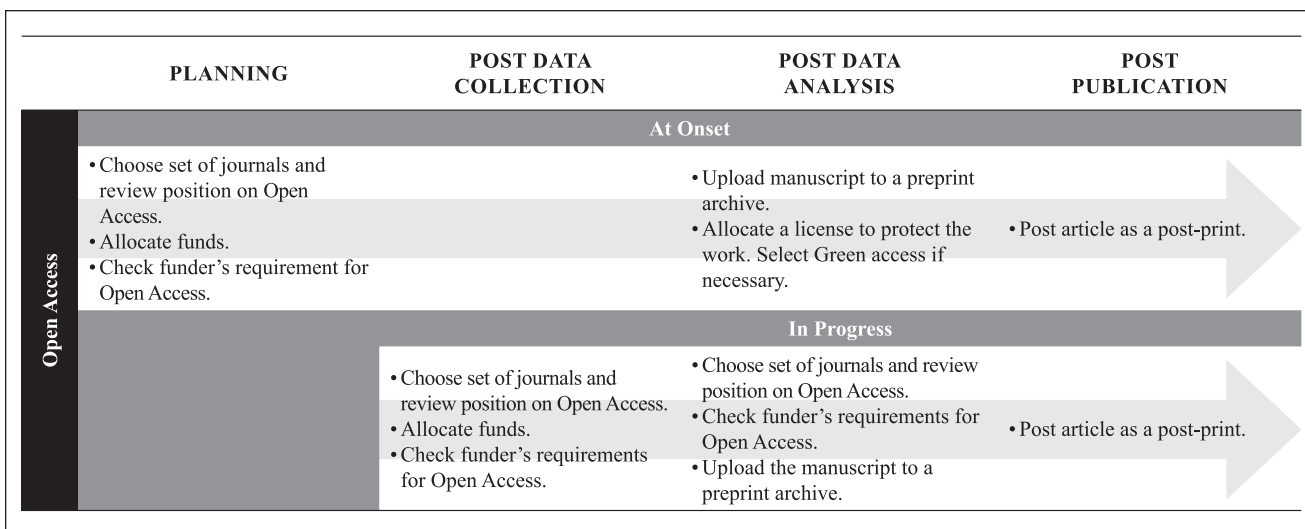 PLANNING
POST DATA
COLLECTION
POST DATA
ANALYSIS
POST
PUBLICATION
Open Access
At Onset
• Choose set of journals and
review position on Open
Access.
• Allocate funds.
• Check funder’s requirement for
Open Access.
• Upload manuscript to a preprint
archive.
• Allocate a license to protect the
work. Select Green access if
necessary.
• Post article as a post-print.
In Progress
• Choose set of journals and
review position on Open Access.
• Allocate funds.
• Check funder’s requirements
for Open Access.
• Choose set of journals and review
position on Open Access.
• Check funder’s requirements for
Open Access.
• Upload the manuscript to a
preprint archive.
• Post article as a post-print.